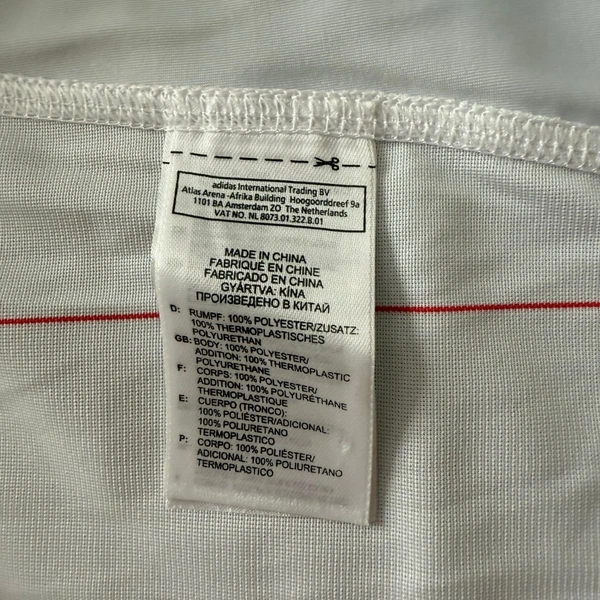 adidas International Trading BV
Atlas Arena -Afrika Building Hoogoorddreef 9a
1101 BA Amsterdam ZO The Netherlands
VAT NO. NL 8073.01.322.B.01
MADE IN CHINA
FABRIQUÉ EN CHINE
FABRICADO EN CHINA
GYÁRTVA: KÍNA
ПРОИЗВЕДЕНО В КИТАЙ
D: RUMPF: 100% POLYESTER/ZUSATZ:
100% THERMOPLASTISCHES
POLYURETHAN
GB: BODY: 100% POLYESTER/
ADDITION: 100% THERMOPLASTIC
POLYURETHANE
F: CORPS: 100% POLYESTER/
ADDITION: 100% POLYURÉTHANE
THERMOPLASTIQUE
E: CUERPO (TRONCO):
100% POLIÉSTER/ADICIONAL:
100% POLIURETANO
TERMOPLASTICO
P: CORPO: 100% POLIÉSTER/
ADICIONAL: 100% POLIURETANO
TERMOPLASTICO